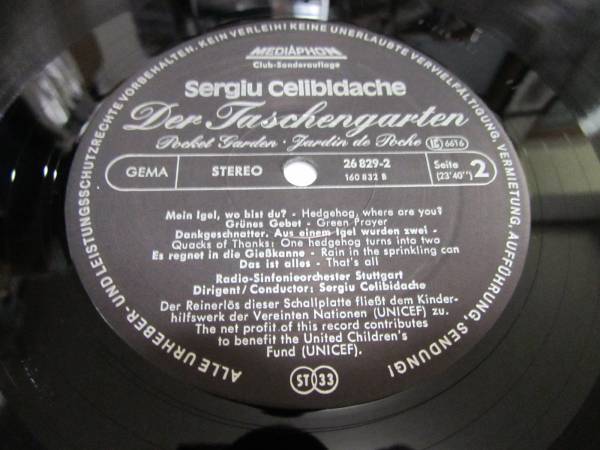 ALLE URHEBER- UND LEISTUNGSSCHUTZRECHTE VORBEHALTEN. KEIN VERLEIH! KEINE UNERLAUBTE VERVIELFÄLTIGUNG, VERMIETUNG, AUFFÜHRUNG, SENDUNG!
MEDIAPHON
Club-Sonderauflage
Sergiu Celibidache
Der Taschengarten
Pocket Garden · Jardin de Poche LC 6616
GEMA STEREO 26 829-2 Seite 2
160 832 B (23'40'')
Mein Igel, wo bist du? - Hedgehog, where are you?
Grünes Gebet - Green Prayer
Dankgeschnatter. Aus einem Igel wurden zwei -
Quacks of Thanks: One hedgehog turns into two
Es regnet in die Gießkanne - Rain in the sprinkling can
Das ist alles - That's all
Radio-Sinfonieorchester Stuttgart
Dirigent / Conductor: Sergiu Celibidache
Der Reinerlös dieser Schallplatte fließt dem Kinder-
hilfswerk der Vereinten Nationen (UNICEF) zu.
The net profit of this record contributes
to benefit the United Children's
Fund (UNICEF).
ST 33